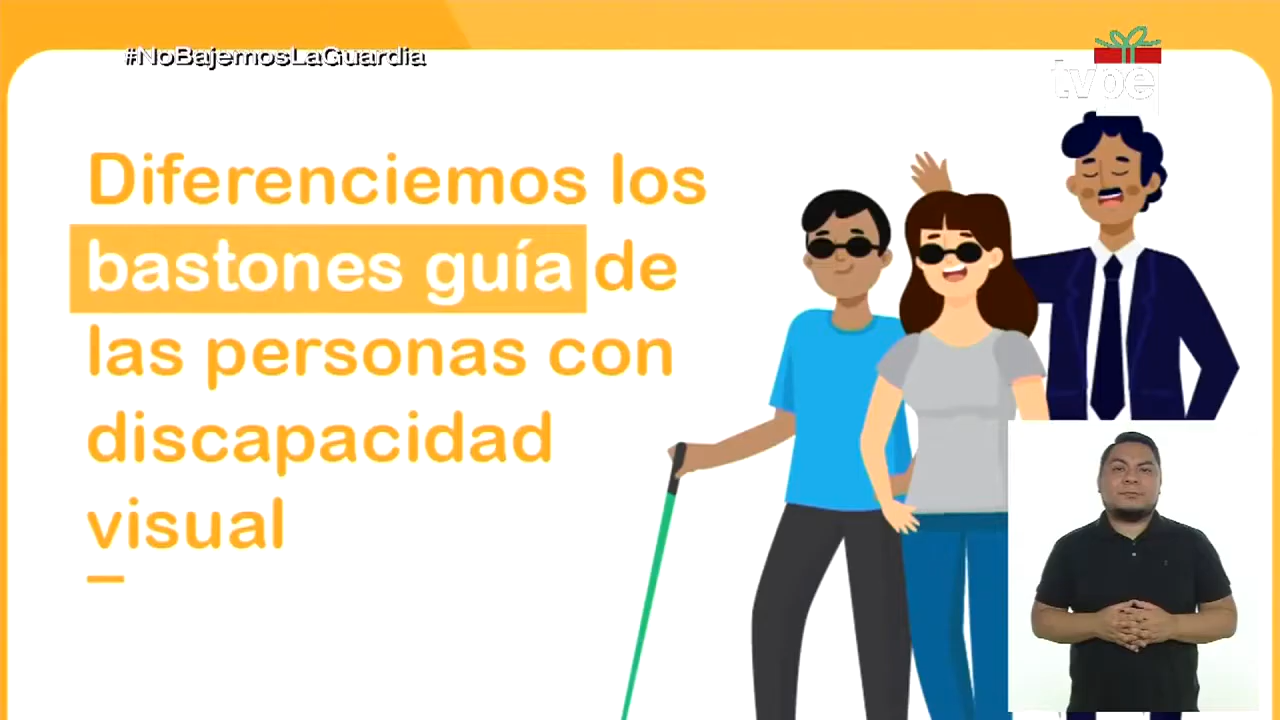 #NoBajemosLaGuardia
tvpe
Diferenciemos los
bastones guía de
las personas con
discapacidad
visual